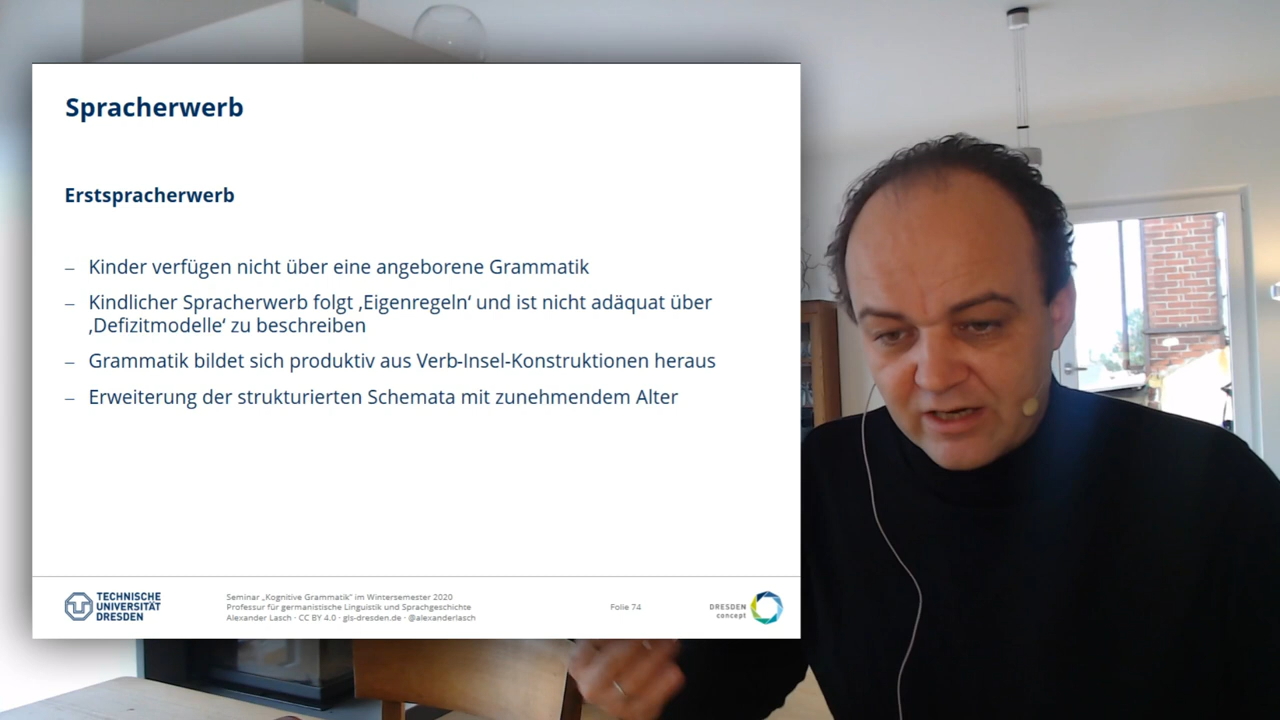 Spracherwerb
Erstspracherwerb
– Kinder verfügen nicht über eine angeborene Grammatik
– Kindlicher Spracherwerb folgt ‚Eigenregeln‘ und ist nicht adäquat über
‚Defizitmodelle‘ zu beschreiben
– Grammatik bildet sich produktiv aus Verb-Insel-Konstruktionen heraus
– Erweiterung der strukturierten Schemata mit zunehmendem Alter
TECHNISCHE
UNIVERSITÄT
DRESDEN
Seminar „Kognitive Grammatik“ im Wintersemester 2020
Professur für germanistische Linguistik und Sprachgeschichte
Alexander Lasch · CC BY 4.0 · gls-dresden.de · @alexanderlasch
Folie 74
DRESDEN
concept